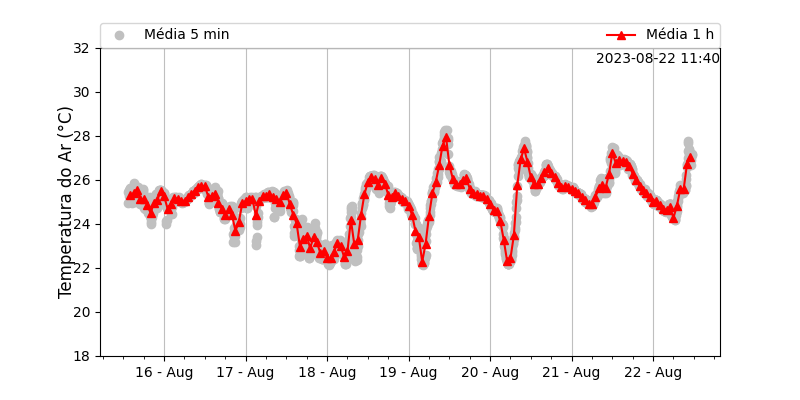 Média 5 min
Média 1 h
2023-08-22 11:40
Temperatura do Ar (°C)
32
30
28
26
24
22
20
18
16 - Aug
17 - Aug
18 - Aug
19 - Aug
20 - Aug
21 - Aug
22 - Aug